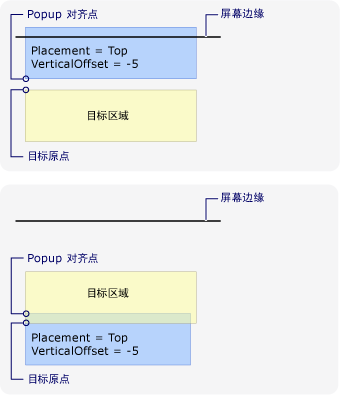 Popup 对齐点
屏幕边缘
Placement = Top
VerticalOffset = -5
目标区域
目标原点
屏幕边缘
Popup 对齐点
目标区域
Placement = Top
VerticalOffset = -5
目标原点